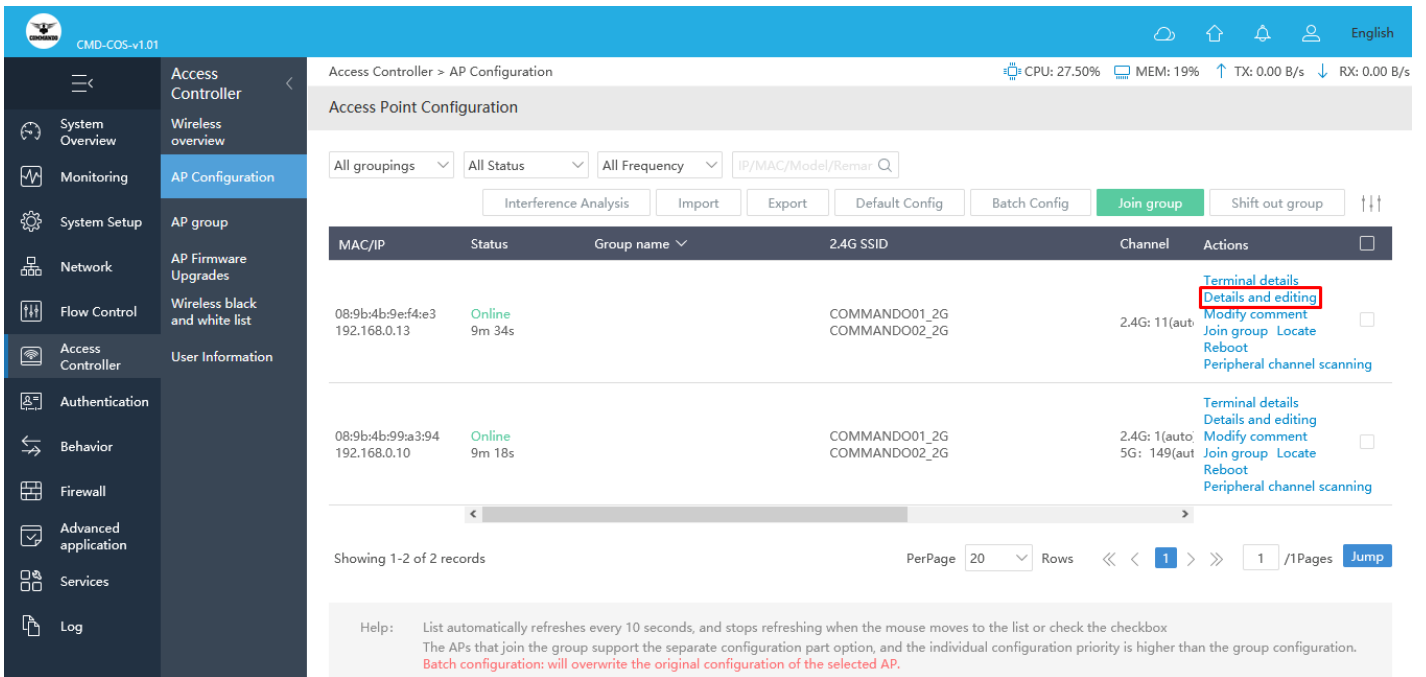 COMMANDO
CMD-COS-v1.01
English
Access Controller
Access Controller > AP Configuration
CPU: 27.50% MEM: 19% TX: 0.00 B/s RX: 0.00 B/s
Access Point Configuration
System Overview
Monitoring
System Setup
Network
Flow Control
Access Controller
Authentication
Behavior
Firewall
Advanced application
Services
Log
Wireless overview
AP Configuration
AP group
AP Firmware Upgrades
Wireless black and white list
User Information
All groupings All Status All Frequency IP/MAC/Model/Remar
Interference Analysis Import Export Default Config Batch Config Join group Shift out group
MAC/IP Status Group name 2.4G SSID Channel Actions
08:9b:4b:9e:f4:e3
192.168.0.13
Online
9m 34s
COMMANDO01_2G
COMMANDO02_2G
2.4G: 11(aut
Terminal details
Details and editing
Modify comment
Join group Locate
Reboot
Peripheral channel scanning
08:9b:4b:99:a3:94
192.168.0.10
Online
9m 18s
COMMANDO01_2G
COMMANDO02_2G
2.4G: 1(auto)
5G: 149(aut
Terminal details
Details and editing
Modify comment
Join group Locate
Reboot
Peripheral channel scanning
Showing 1-2 of 2 records
PerPage 20 Rows 1 1 /1Pages Jump
Help: List automatically refreshes every 10 seconds, and stops refreshing when the mouse moves to the list or check the checkbox
The APs that join the group support the separate configuration part option, and the individual configuration priority is higher than the group configuration.
Batch configuration: will overwrite the original configuration of the selected AP.